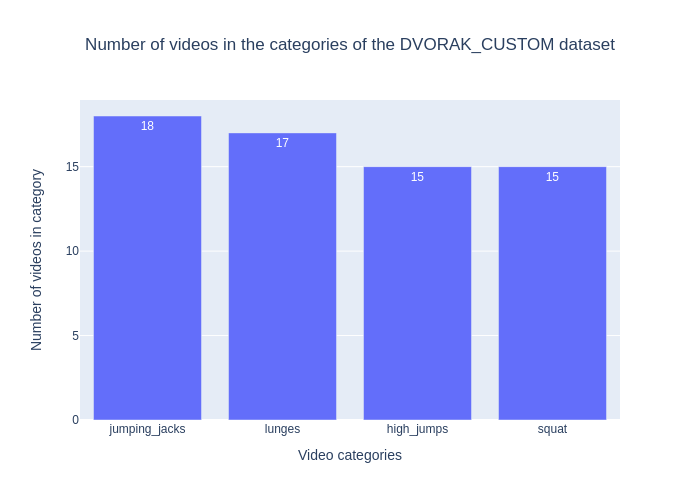 Number of videos in the categories of the DVORAK_CUSTOM dataset
Number of videos in category
15
10
5
0
18
17
15
15
jumping_jacks
lunges
high_jumps
squat
Video categories